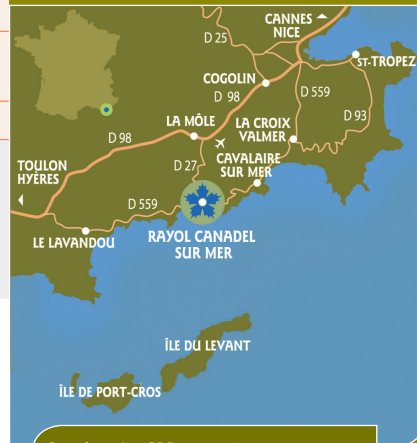 CANNES
NICE
D 25
ST-TROPEZ
COGOLIN
D 98
D 559
D 93
LA MÔLE
LA CROIX
VALMER
D 98
CAVALAIRE
SUR MER
D 27
TOULON
HYÈRES
D 559
LE LAVANDOU
RAYOL CANADEL
SUR MER
ÎLE DU LEVANT
ÎLE DE PORT-CROS